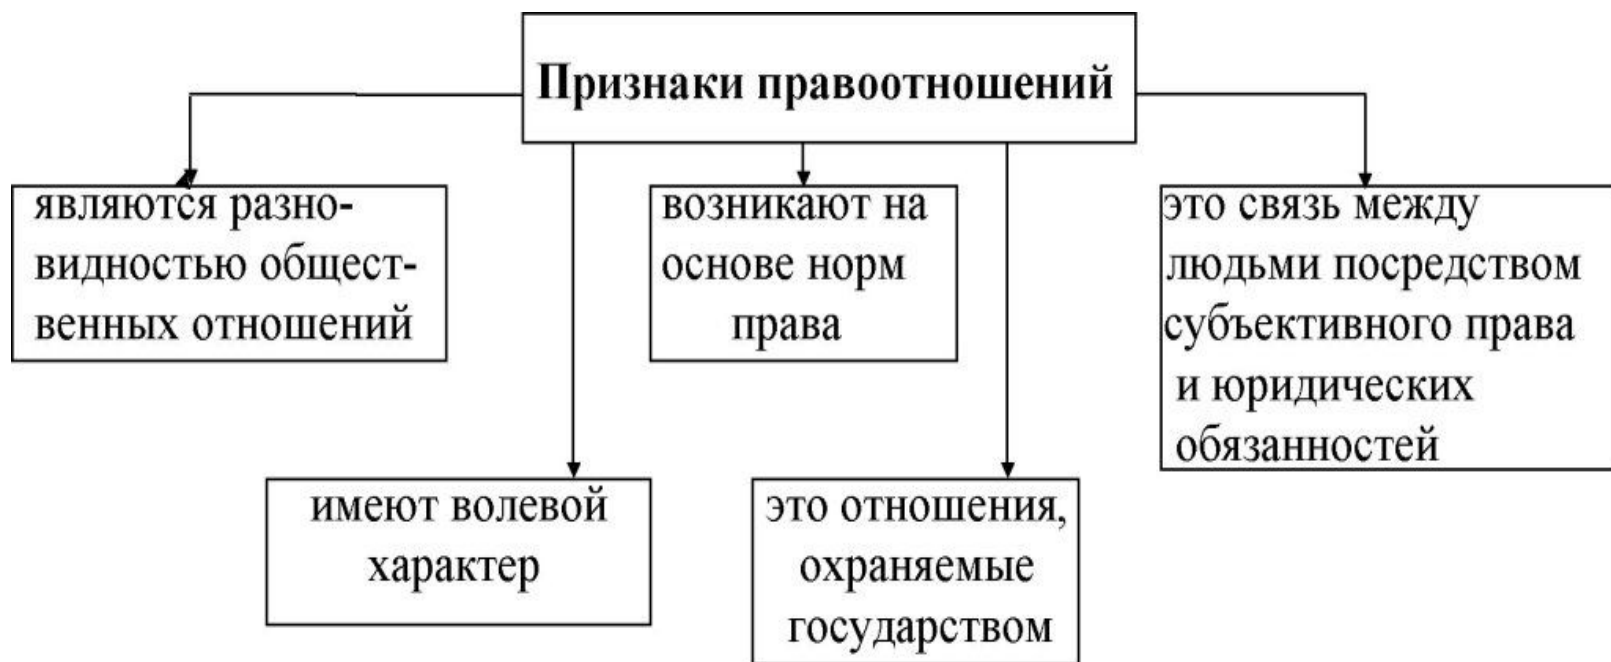 Признаки правоотношений
являются разно-
видностью общест-
венных отношений
возникают на
основе норм
права
это связь между
людьми посредством
субъективного права
и юридических
обязанностей
имеют волевой
характер
это отношения,
охраняемые
государством